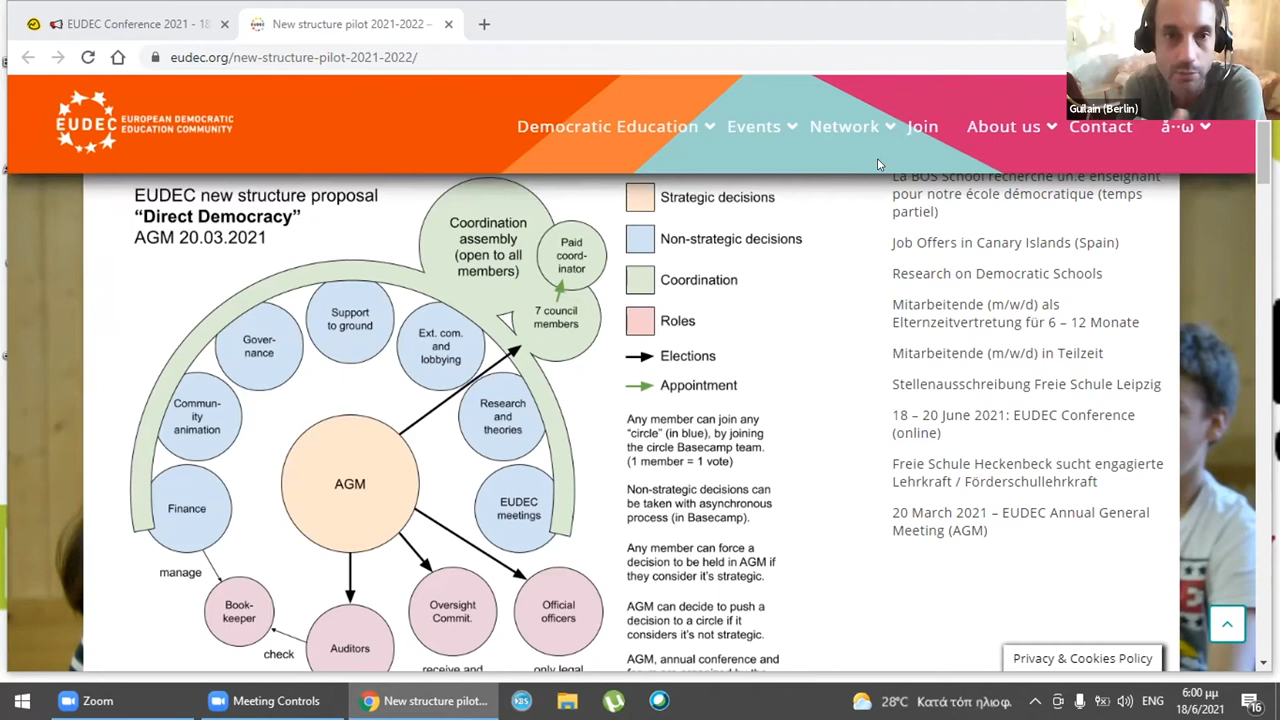 EUDEC Conference 2021 - 18
New structure pilot 2021-2022 –
eudec.org/new-structure-pilot-2021-2022/
Guilain (Berlin)
EUDEC
EUROPEAN DEMOCRATIC
EDUCATION COMMUNITY
Democratic Education
Events
Network
Join
About us
Contact
å··ω
EUDEC new structure proposal
“Direct Democracy”
AGM 20.03.2021
Coordination
assembly
(open to all
members)
Paid
coord-
inator
7 council
members
Support
to ground
Gover-
nance
Ext. com.
and
lobbying
Commun-
ity
animation
Research
and
theories
AGM
Finance
EUDEC
meetings
manage
Book-
keeper
check
Auditors
Oversight
Commit.
Official
officers
receive and
only legal
Strategic decisions
Non-strategic decisions
Coordination
Roles
Elections
Appointment
Any member can join any
“circle” (in blue), by joining
the circle Basecamp team.
(1 member = 1 vote)
Non-strategic decisions can
be taken with asynchronous
process (in Basecamp).
Any member can force a
decision to be held in AGM if
they consider it’s strategic.
AGM can decide to push a
decision to a circle if it
considers it’s not strategic.
AGM, annual conference and
La BOS School recherche un.e enseignant
pour notre école démocratique (temps
partiel)
Job Offers in Canary Islands (Spain)
Research on Democratic Schools
Mitarbeitende (m/w/d) als
Elternzeitvertretung für 6 – 12 Monate
Mitarbeitende (m/w/d) in Teilzeit
Stellenausschreibung Freie Schule Leipzig
18 – 20 June 2021: EUDEC Conference
(online)
Freie Schule Heckenbeck sucht engagierte
Lehrkraft / Förderschullehrkraft
20 March 2021 – EUDEC Annual General
Meeting (AGM)
Privacy & Cookies Policy
Zoom
Meeting Controls
New structure pilot...
28°C Κατά τόπ ηλιοφ.
ENG
6:00 μμ
18/6/2021
16